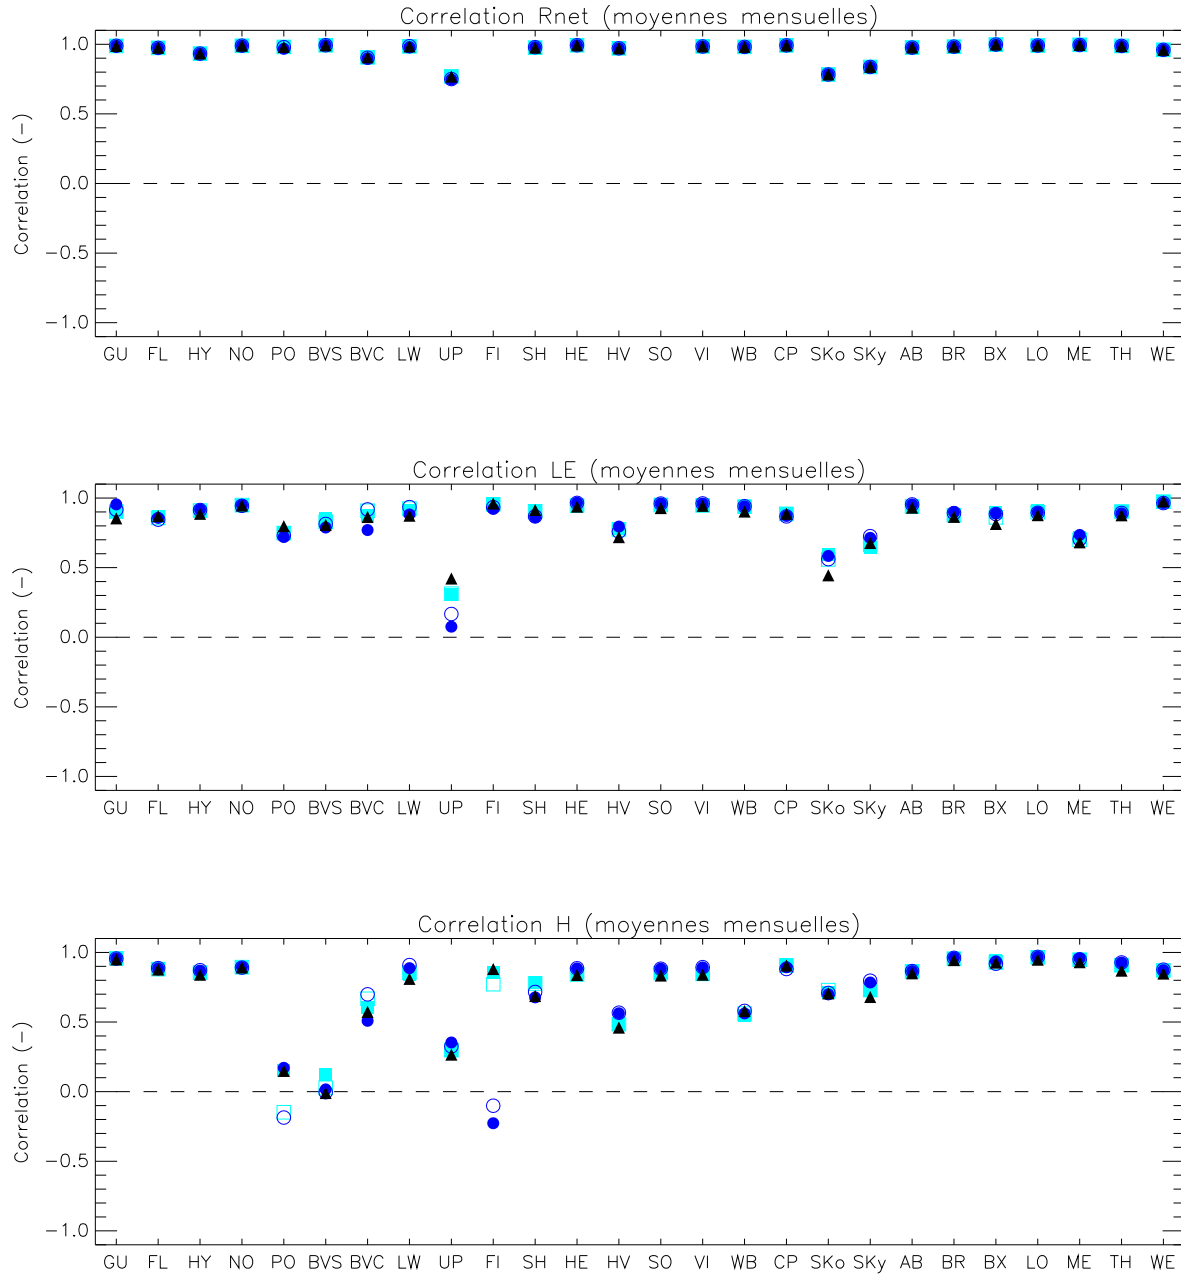 Correlation Rnet (moyennes mensuelles)
Correlation (−)
1.0
0.5
0.0
−0.5
−1.0
GU FL HY NO PO BVS BVC LW UP FI SH HE HV SO VI WB CP SKo SKy AB BR BX LO ME TH WE
Correlation LE (moyennes mensuelles)
Correlation (−)
1.0
0.5
0.0
−0.5
−1.0
GU FL HY NO PO BVS BVC LW UP FI SH HE HV SO VI WB CP SKo SKy AB BR BX LO ME TH WE
Correlation H (moyennes mensuelles)
Correlation (−)
1.0
0.5
0.0
−0.5
−1.0
GU FL HY NO PO BVS BVC LW UP FI SH HE HV SO VI WB CP SKo SKy AB BR BX LO ME TH WE